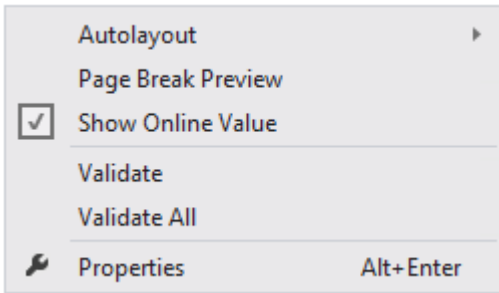 Autolayout
Page Break Preview
Show Online Value
Validate
Validate All
Properties Alt+Enter